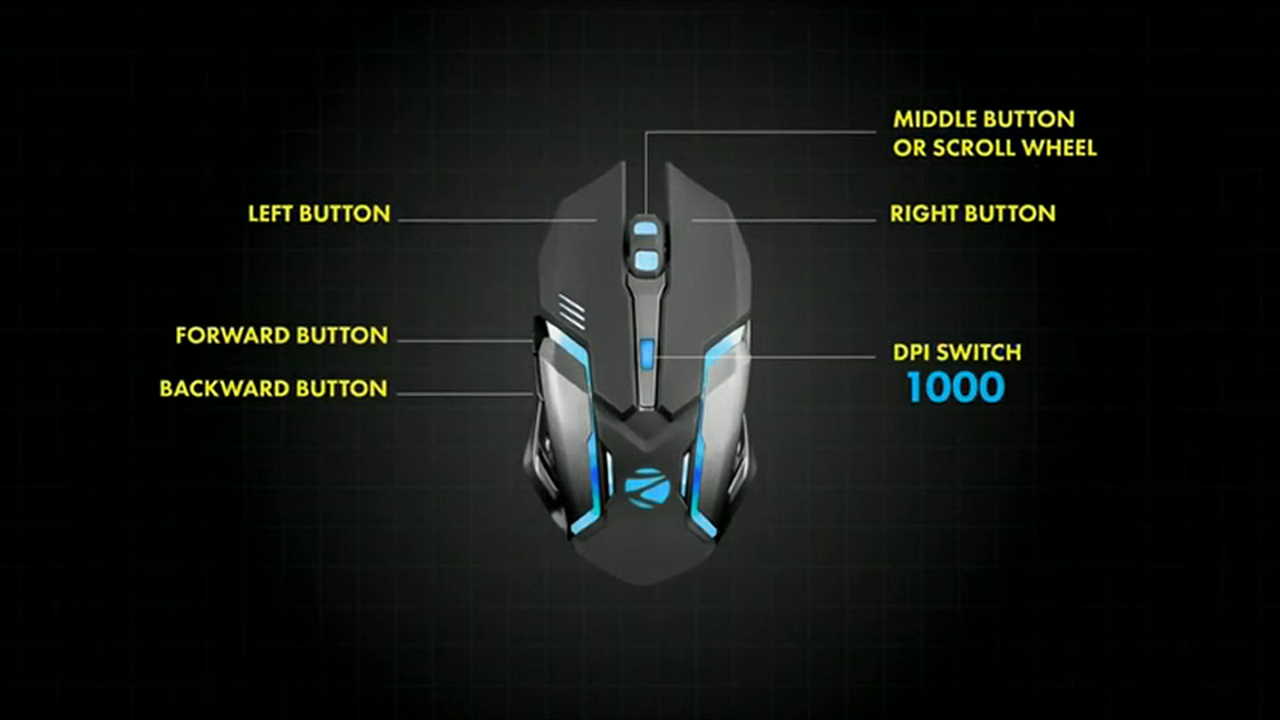 MIDDLE BUTTON
OR SCROLL WHEEL
LEFT BUTTON
RIGHT BUTTON
FORWARD BUTTON
DPI SWITCH
1000
BACKWARD BUTTON